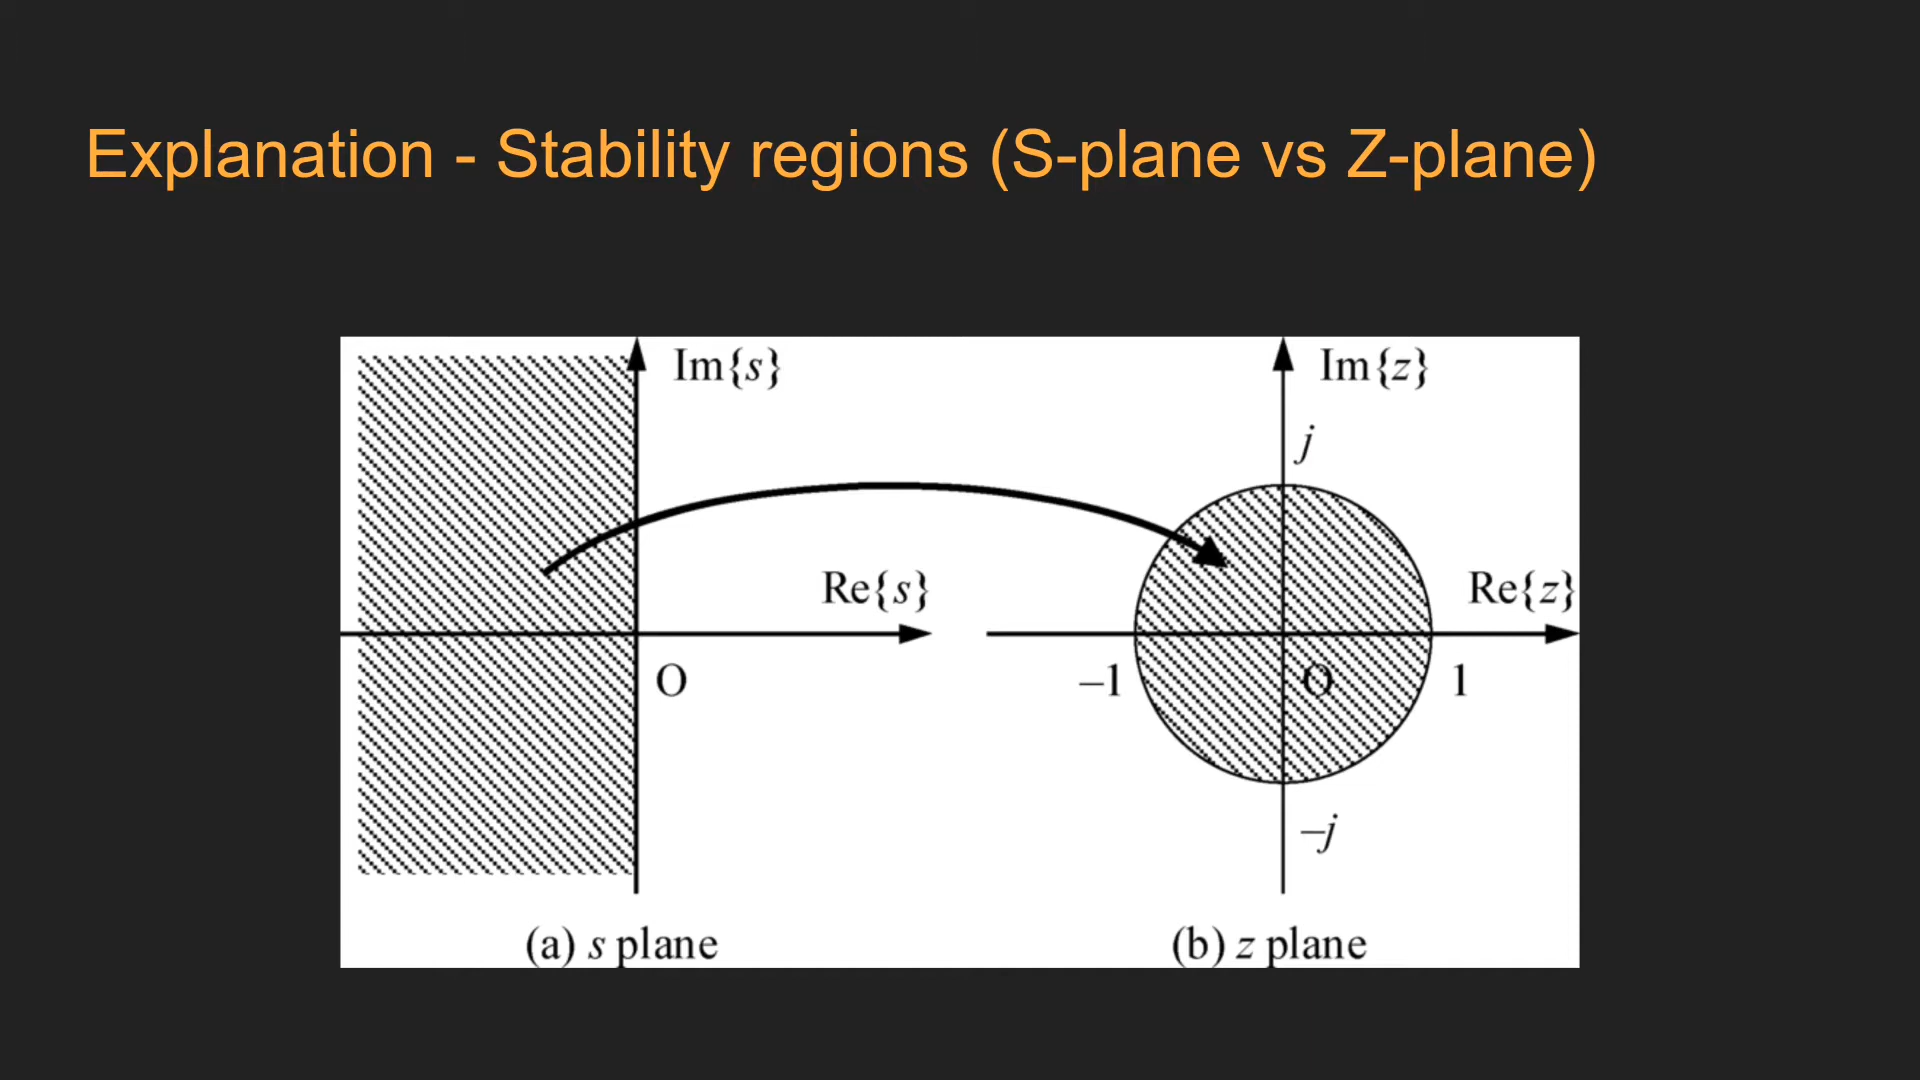 Explanation - Stability regions (S-plane vs Z-plane)
Im{s}
Im{z}
j
Re{s}
Re{z}
O
–1
O
1
–j
(a) s plane
(b) z plane